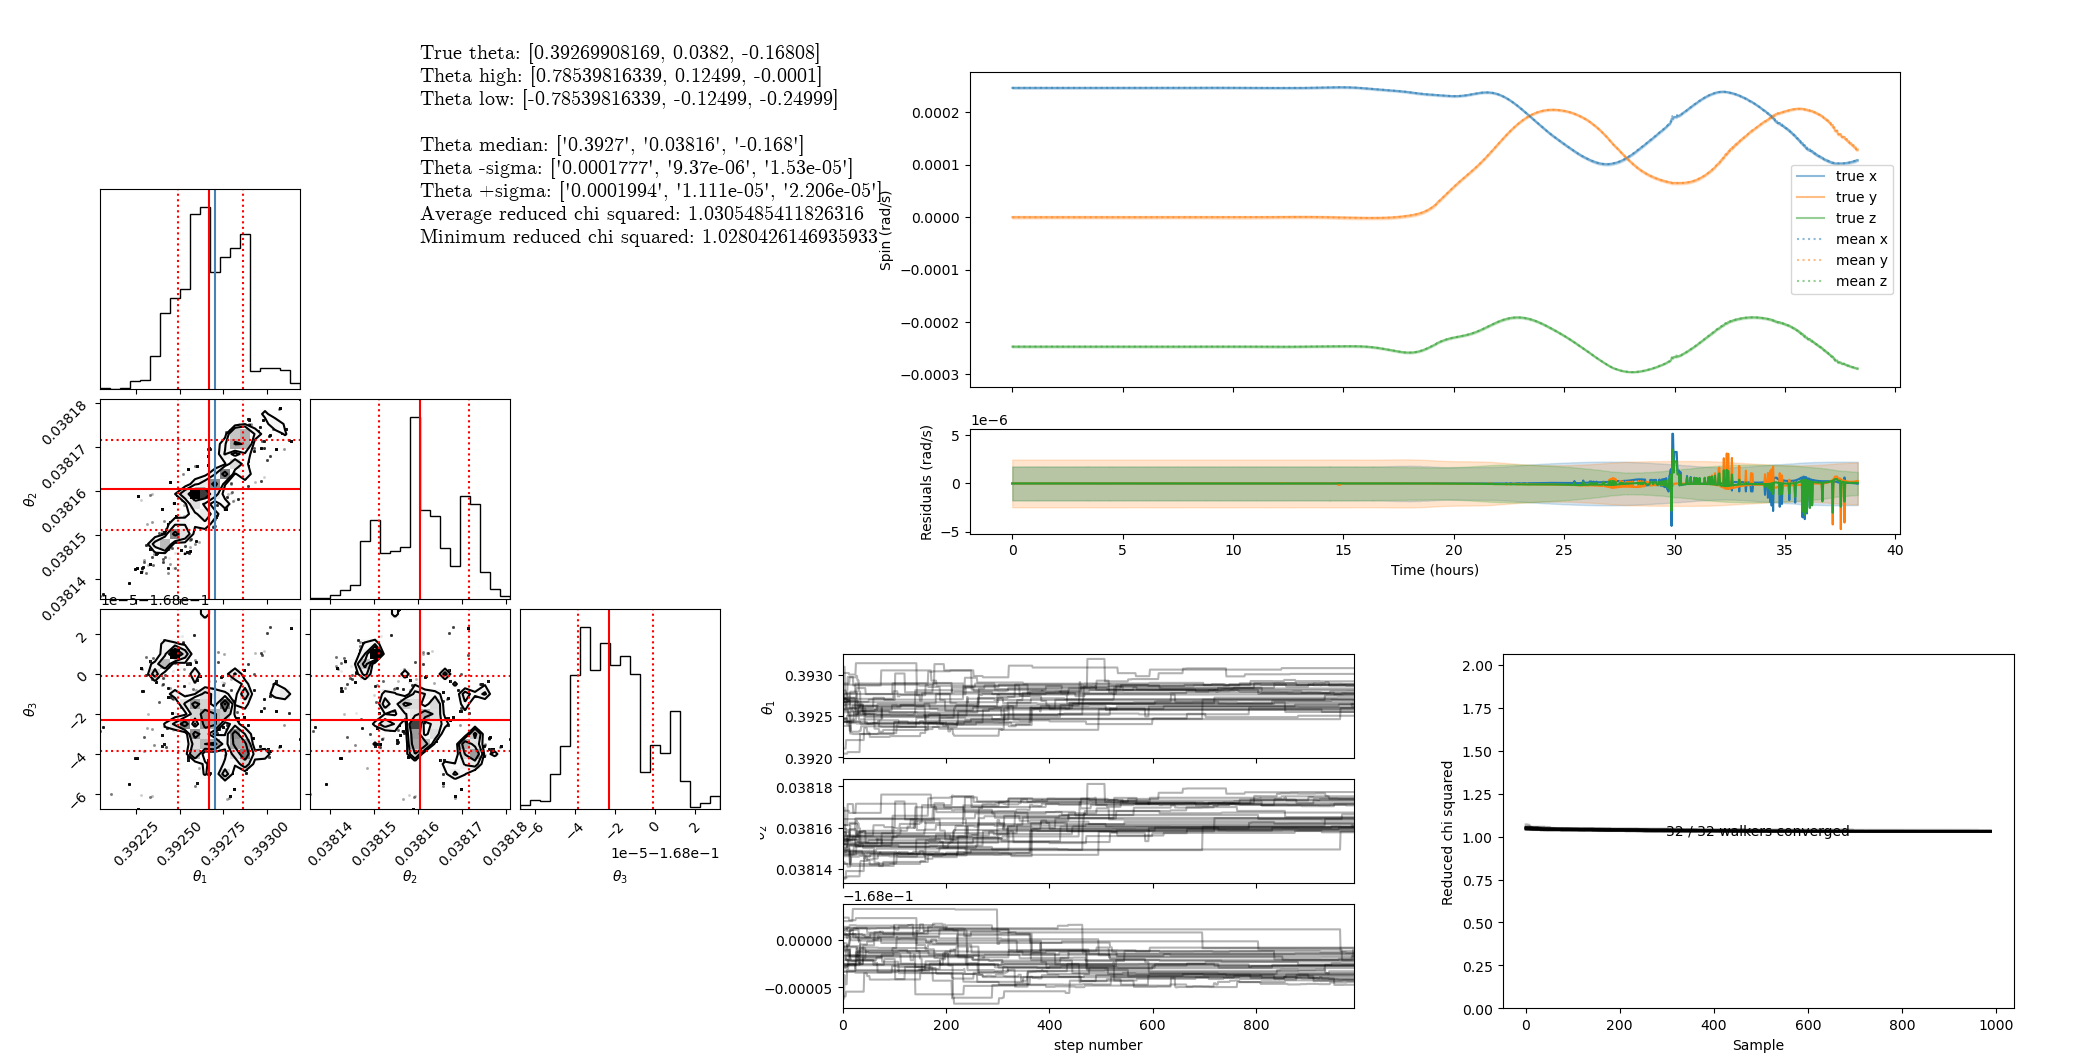 True theta: [0.39269908169, 0.0382, -0.16808]
Theta high: [0.78539816339, 0.12499, -0.0001]
Theta low: [-0.78539816339, -0.12499, -0.24999]
Theta median: ['0.3927', '0.03816', '-0.168']
Theta -sigma: ['0.0001777', '9.37e-06', '1.53e-05']
Theta +sigma: ['0.0001994', '1.111e-05', '2.206e-05']
Average reduced chi squared: 1.0305485411826316
Minimum reduced chi squared: 1.0280426146935933
0.03818
0.03817
0.03816
0.03815
0.03814
θ2
1e−5−1.68e−1
2
0
−2
−4
−6
θ3
0.39225
0.39250
0.39275
0.39300
θ1
0.03814
0.03815
0.03816
0.03817
0.03818
θ2
−6
−4
−2
0
2
1e−5−1.68e−1
θ3
Spin (rad/s)
0.0002
0.0001
0.0000
−0.0001
−0.0002
−0.0003
true x
true y
true z
mean x
mean y
mean z
1e−6
Residuals (rad/s)
5
0
−5
0 5 10 15 20 25 30 35 40
Time (hours)
θ1
0.3930
0.3925
0.3920
0.03818
0.03816
0.03814
−1.68e−1
0.00000
−0.00005
0 200 400 600 800
step number
Reduced chi squared
2.00
1.75
1.50
1.25
1.00
0.75
0.50
0.25
0.00
32 / 32 walkers converged
0 200 400 600 800 1000
Sample